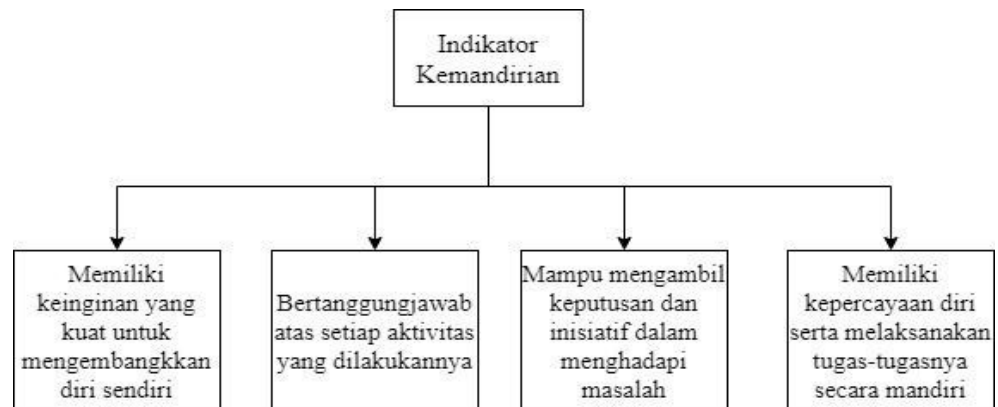 Indikator
Kemandirian
Memiliki
keinginan yang
kuat untuk
mengembangkkan
diri sendiri
Bertanggungjawab
atas setiap aktivitas
yang dilakukannya
Mampu mengambil
keputusan dan
inisiatif dalam
menghadapi
masalah
Memiliki
kepercayaan diri
serta melaksanakan
tugas-tugasnya
secara mandiri